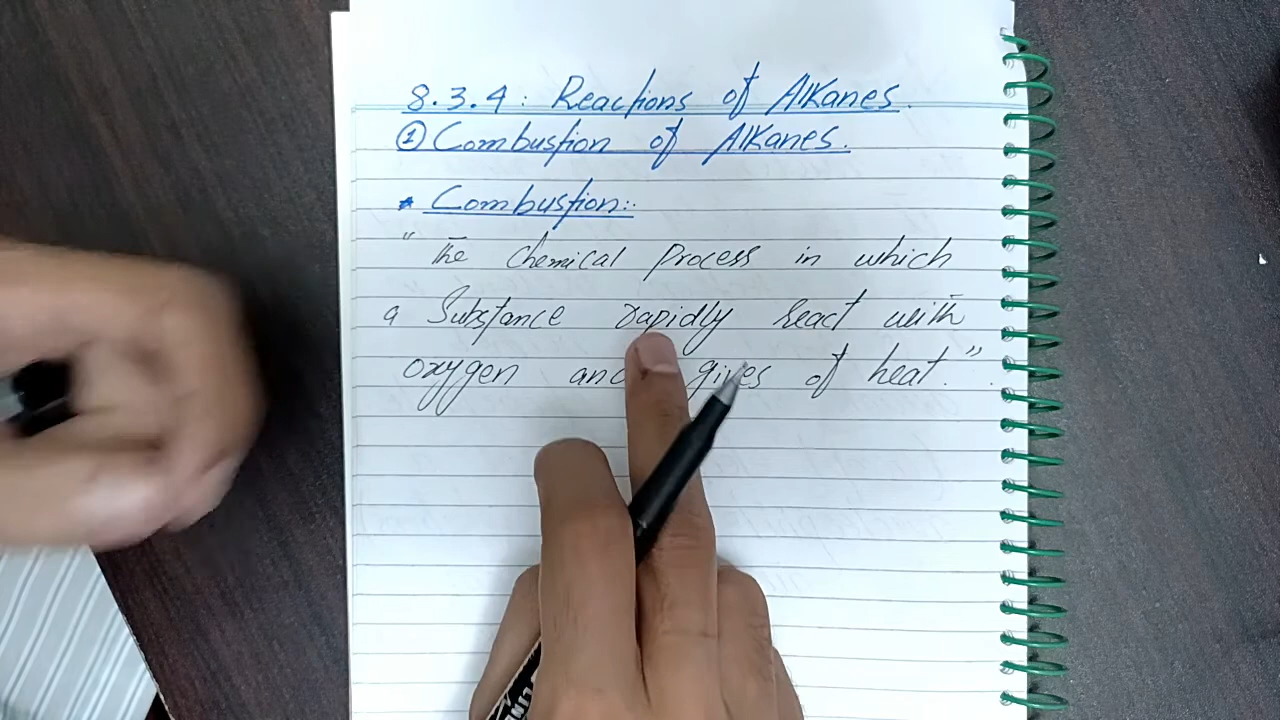 8.3.4: Reactions of Alkanes.
① Combustion of Alkanes.
* Combustion:-
"The Chemical Process in which
a Substance rapidly react with
oxygen and gives of heat."